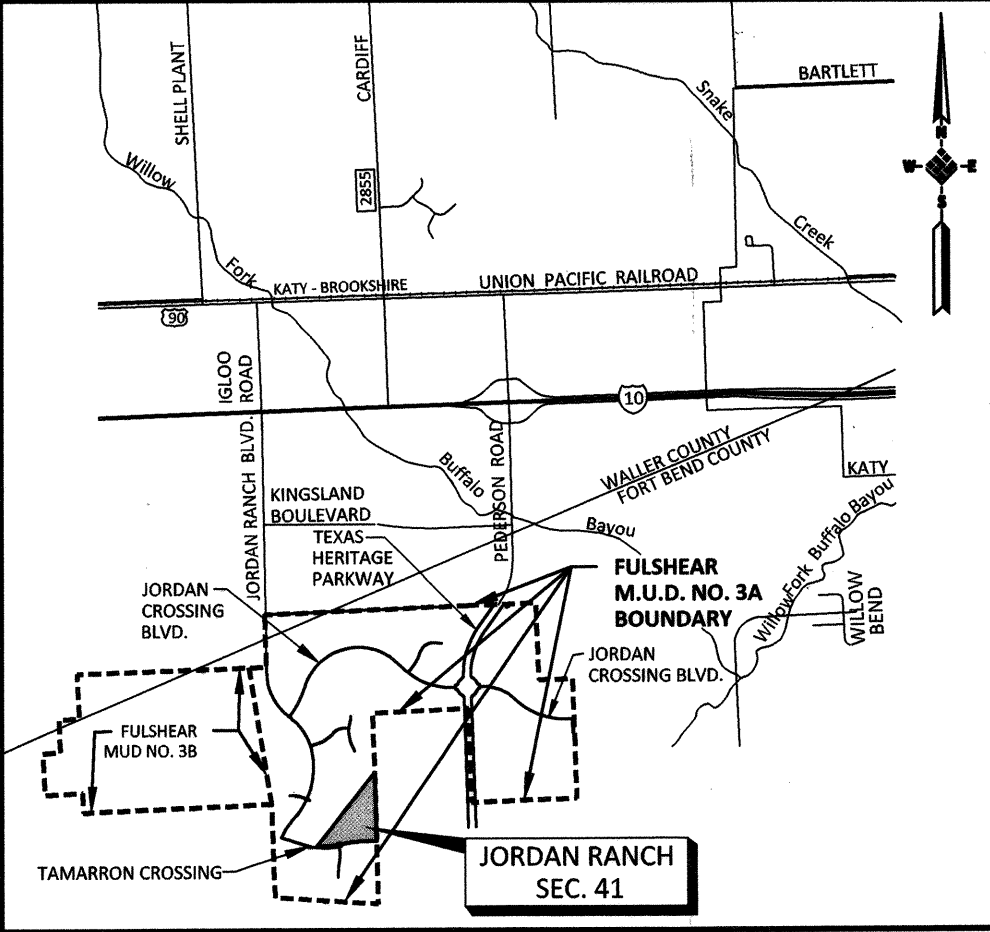 SHELL PLANT
CARDIFF
BARTLETT
Snake
Willow
2855
N
W
E
S
Creek
Fork
KATY - BROOKSHIRE
UNION PACIFIC RAILROAD
90
IGLOO
ROAD
10
JORDAN RANCH BLVD.
PEDERSON ROAD
WALLER COUNTY
FORT BEND COUNTY
Buffalo
KATY
KINGSLAND
BOULEVARD
Bayou
TEXAS
HERITAGE
PARKWAY
Willow Fork Buffalo Bayou
WILLOW
BEND
FULSHEAR
M.U.D. NO. 3A
BOUNDARY
JORDAN
CROSSING
BLVD.
JORDAN
CROSSING BLVD.
FULSHEAR
MUD NO. 3B
TAMARRON CROSSING
JORDAN RANCH
SEC. 41